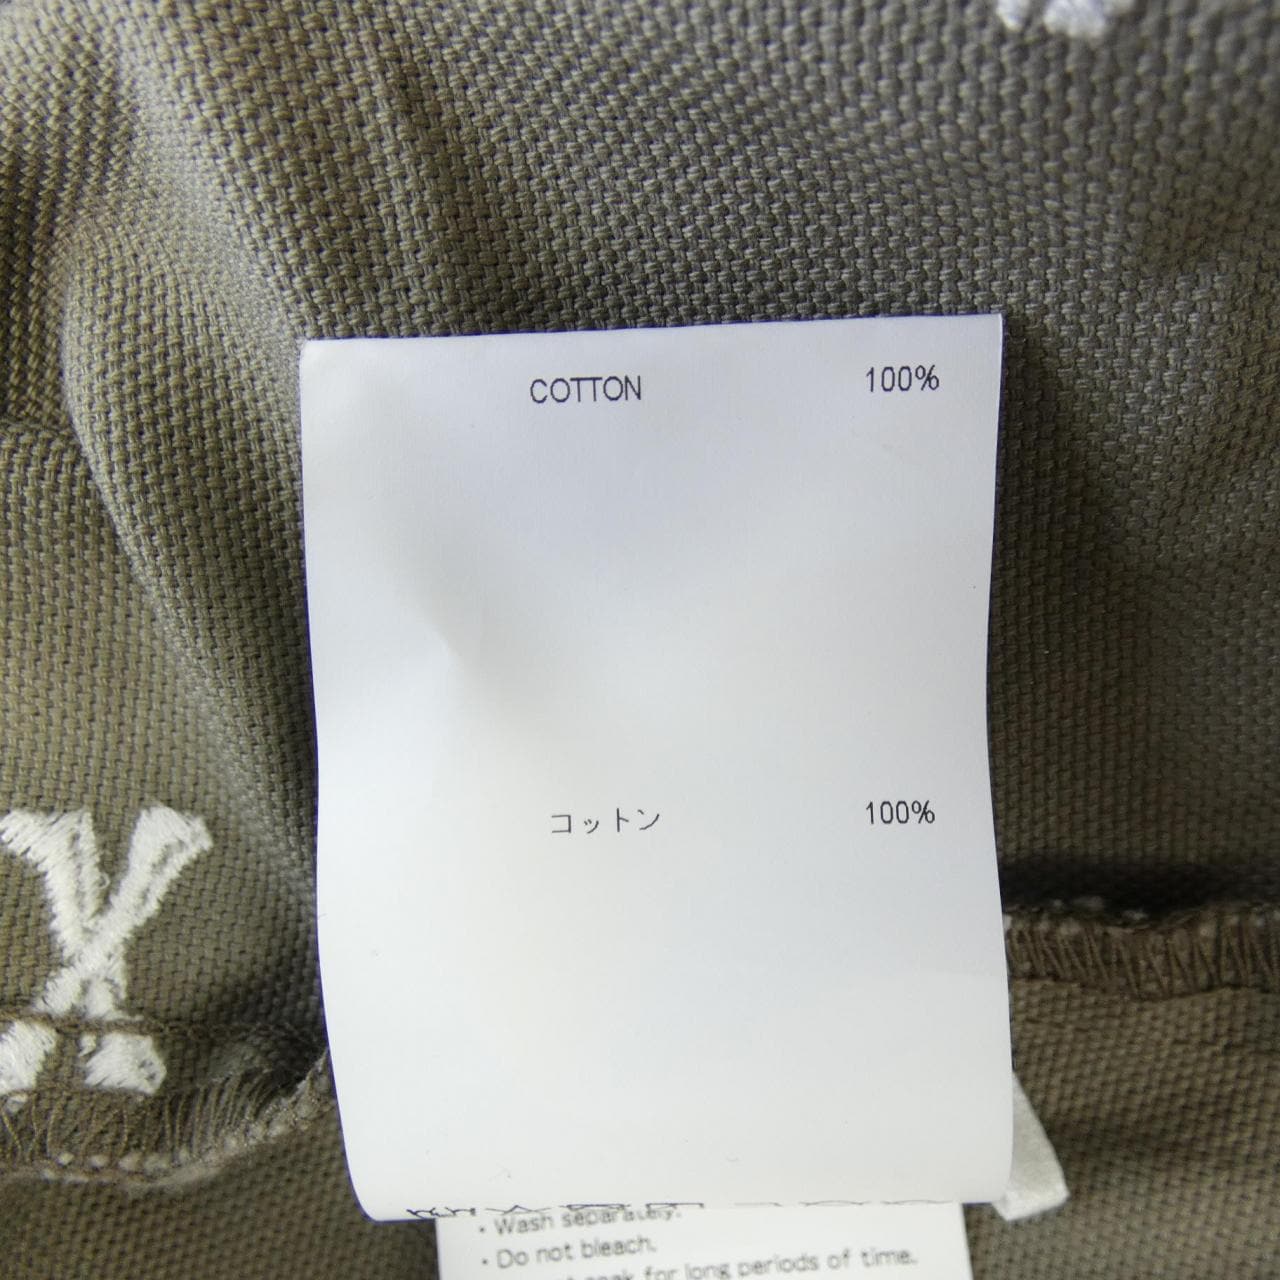 COTTON 100%
コットン 100%
・Wash separately.
・Do not bleach.
soak for long periods of time.